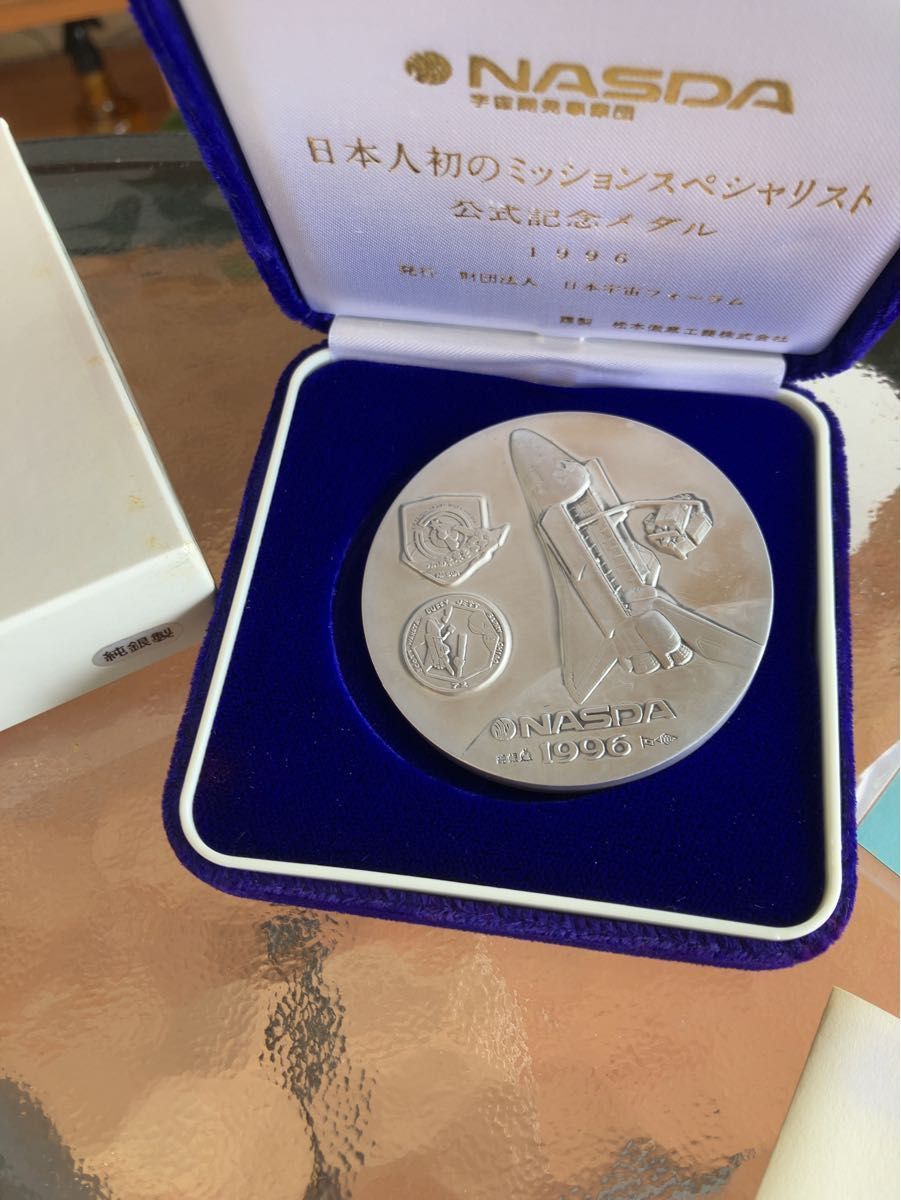 NASDA
宇宙開発事業団
日本人初のミッションスペシャリスト
公式記念メダル
1996
発行 財団法人 日本宇宙フォーラム
謹製 松本徽章工業株式会社
純銀製
72
NASDA
1996